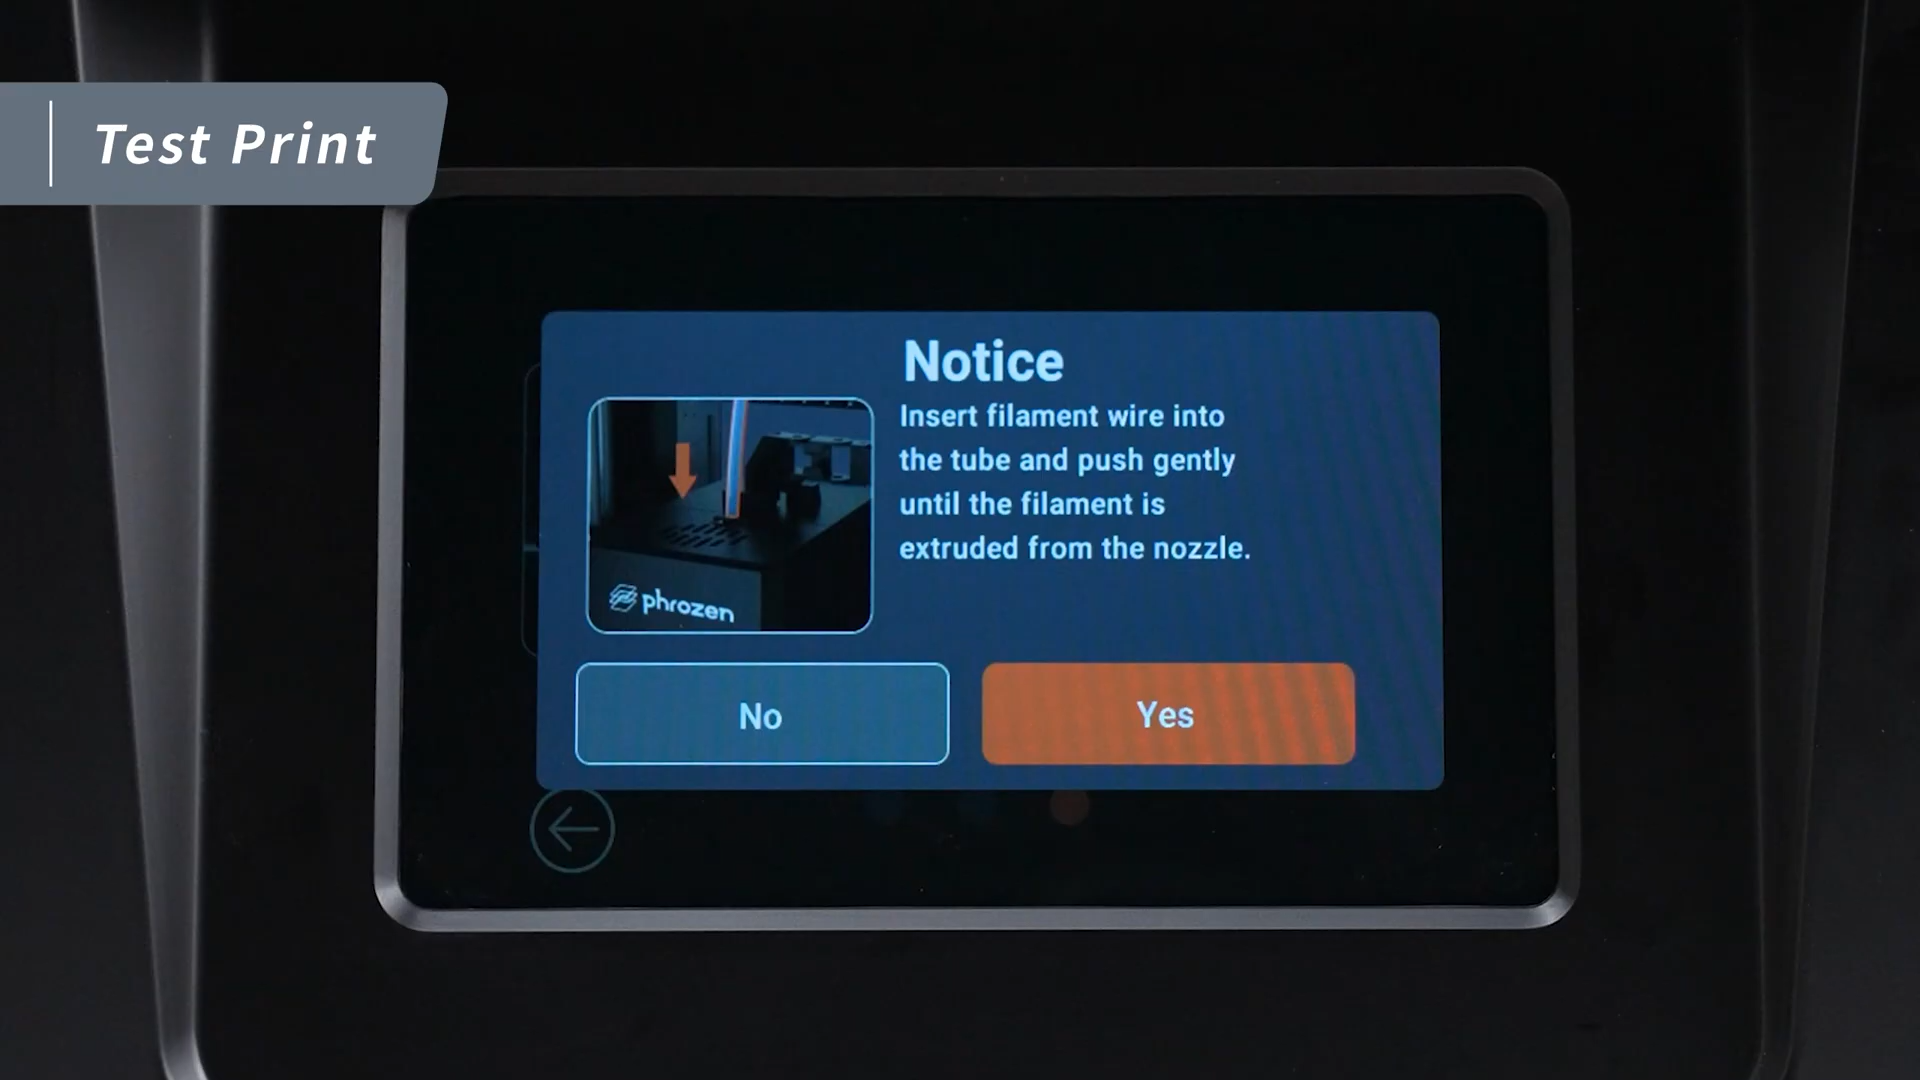 Test Print
Notice
Insert filament wire into
the tube and push gently
until the filament is
extruded from the nozzle.
phrozen
No
Yes